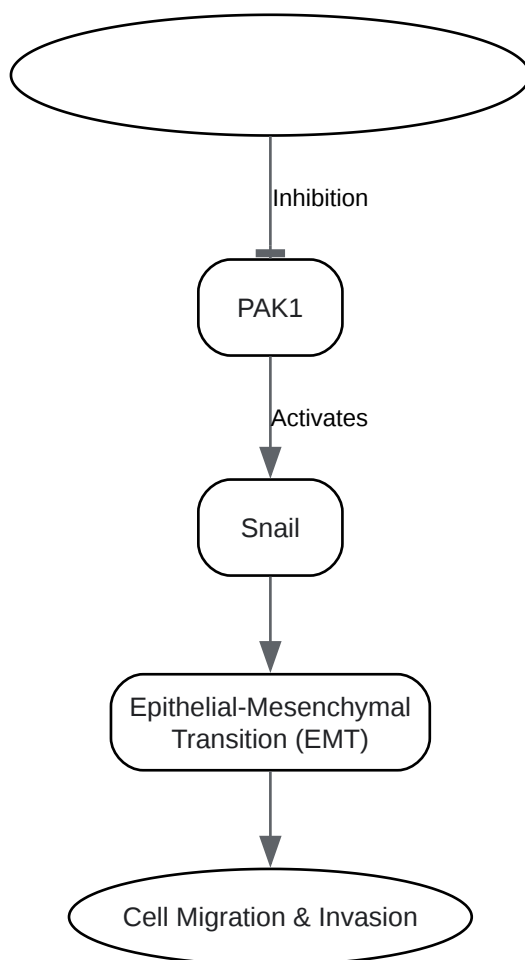 Inhibition
PAK1
Activates
Snail
Epithelial-Mesenchymal
Transition (EMT)
Cell Migration & Invasion